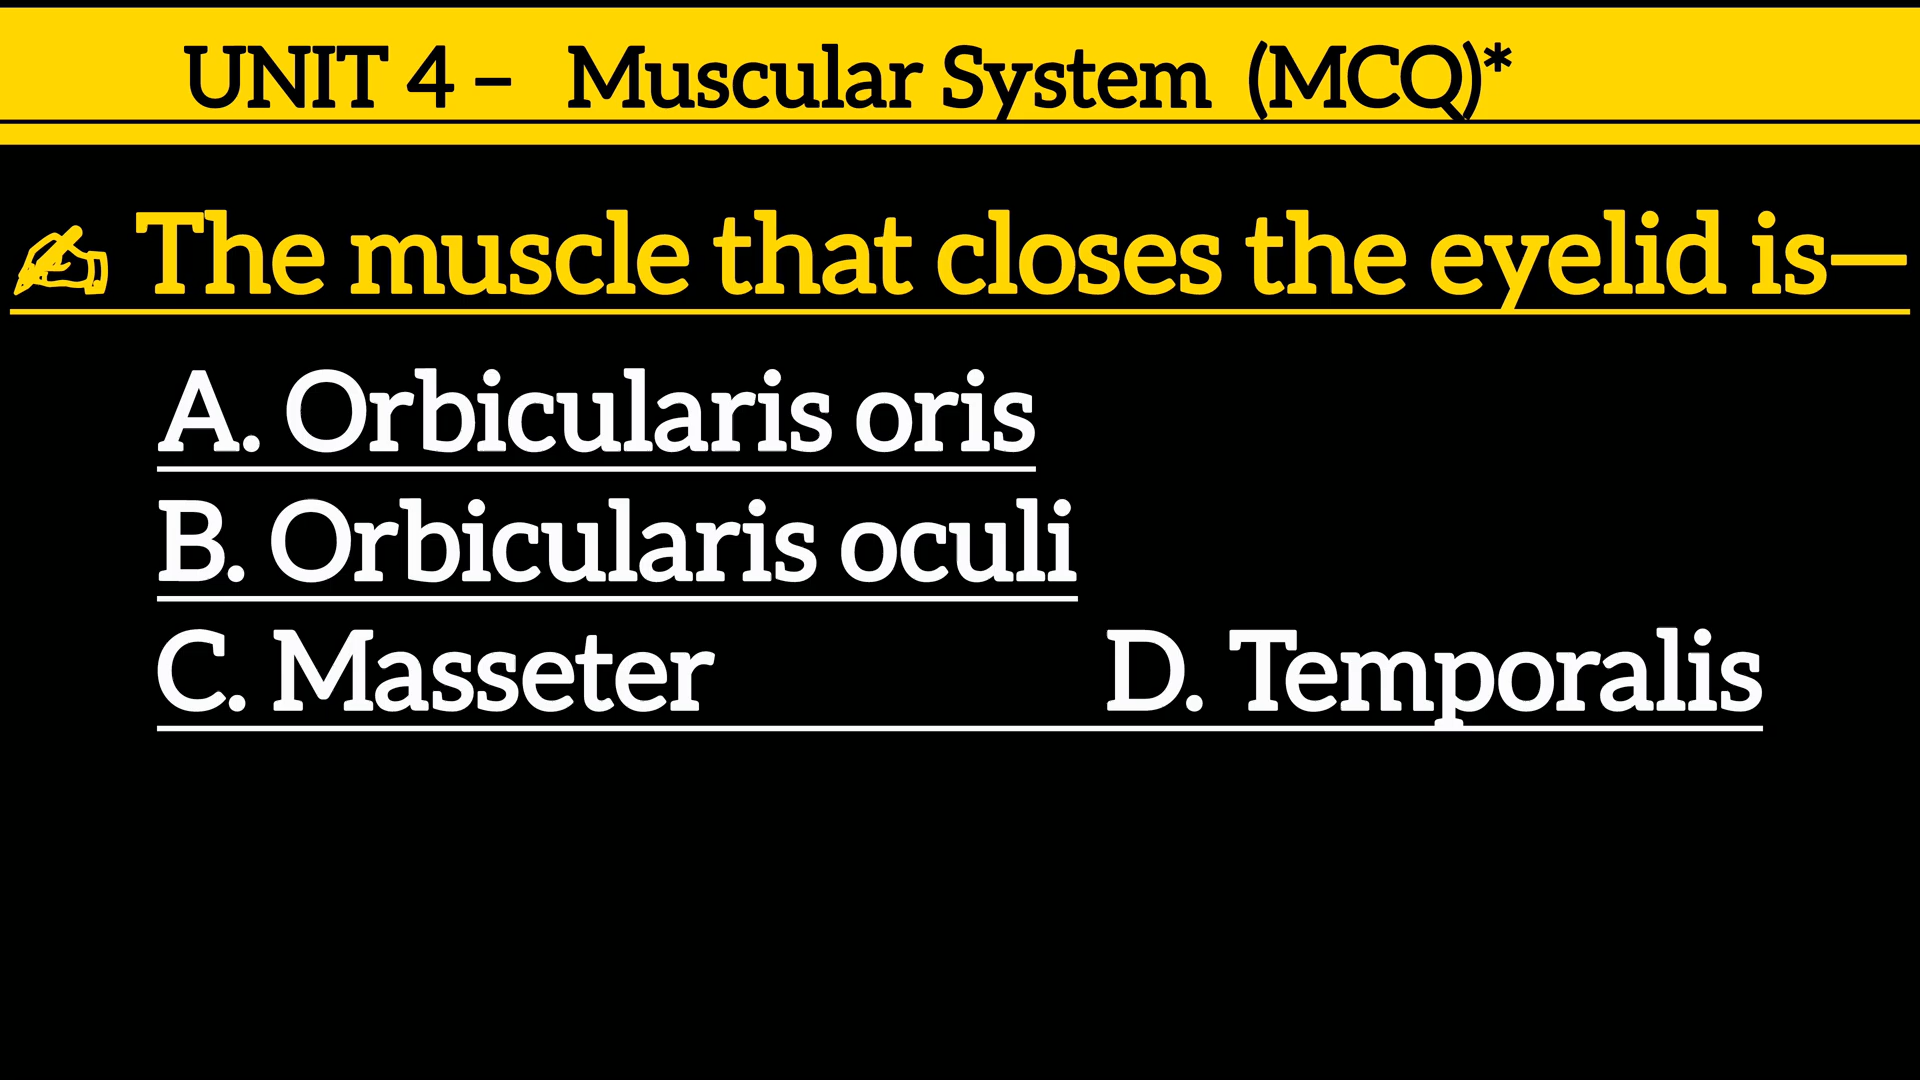 UNIT 4 – Muscular System (MCQ)*
✍ The muscle that closes the eyelid is—
A. Orbicularis oris
B. Orbicularis oculi
C. Masseter D. Temporalis